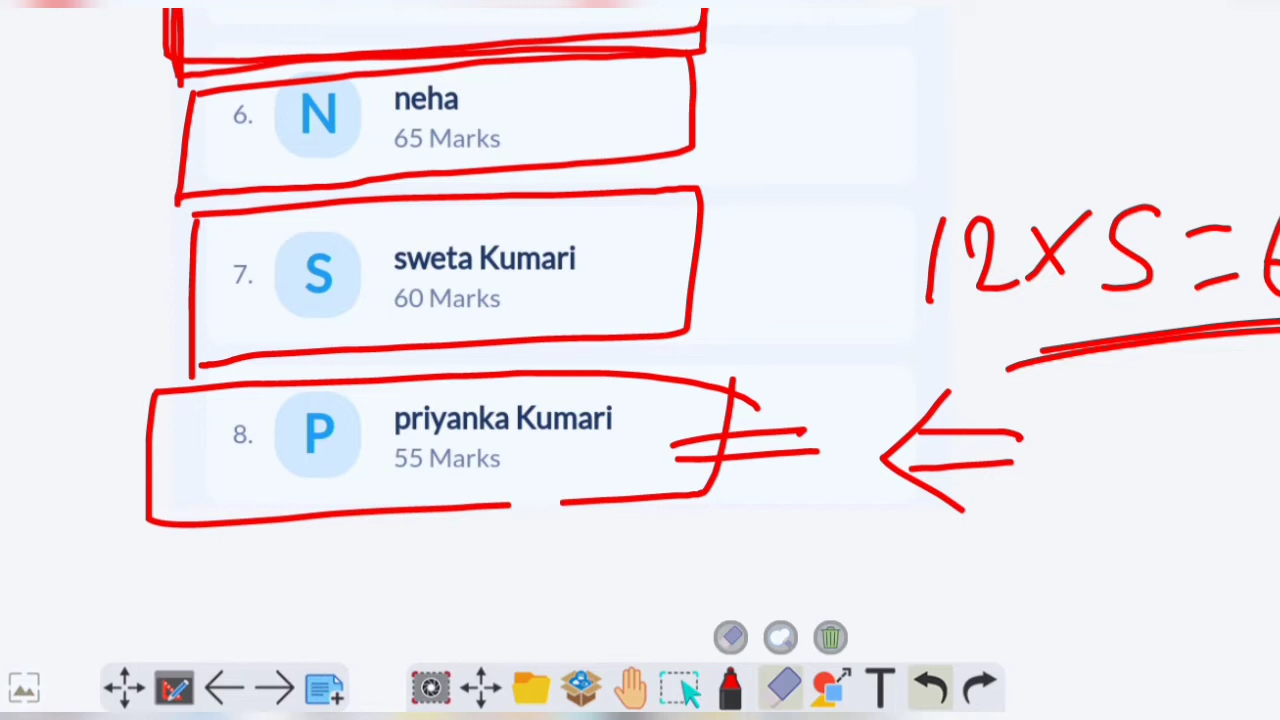 6. N neha
65 Marks
7. S sweta Kumari
60 Marks
12 × 5 =
8. P priyanka Kumari
55 Marks
T